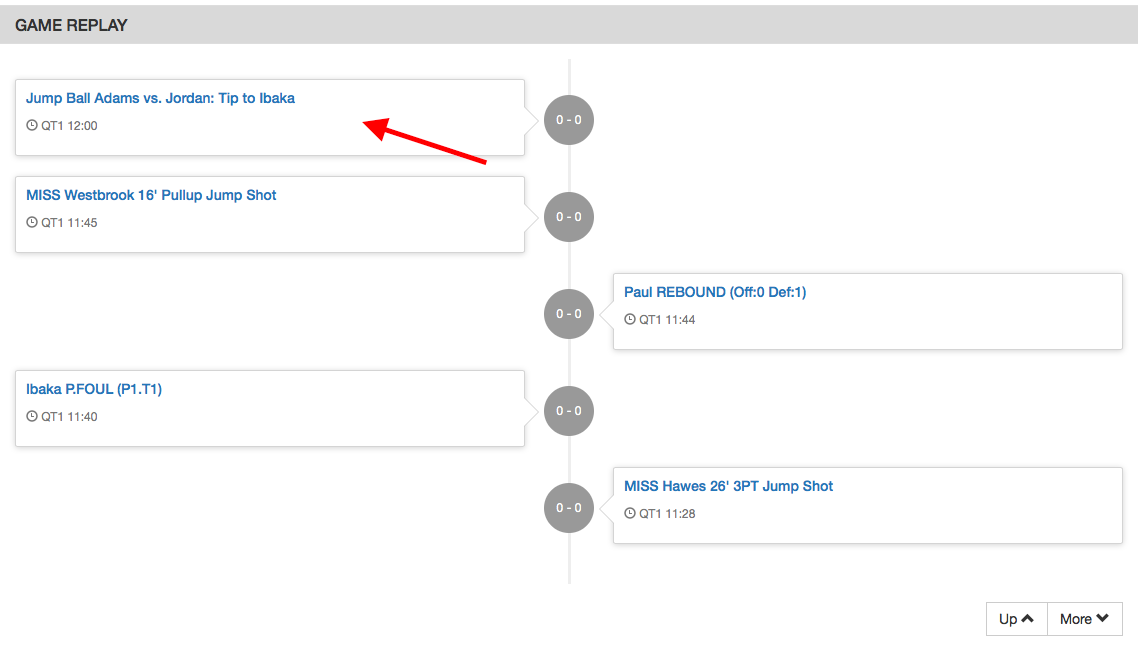 GAME REPLAY
Jump Ball Adams vs. Jordan: Tip to Ibaka
QT1 12:00
0 - 0
MISS Westbrook 16' Pullup Jump Shot
QT1 11:45
0 - 0
Paul REBOUND (Off:0 Def:1)
QT1 11:44
0 - 0
Ibaka P.FOUL (P1.T1)
QT1 11:40
0 - 0
MISS Hawes 26' 3PT Jump Shot
QT1 11:28
0 - 0
Up
More